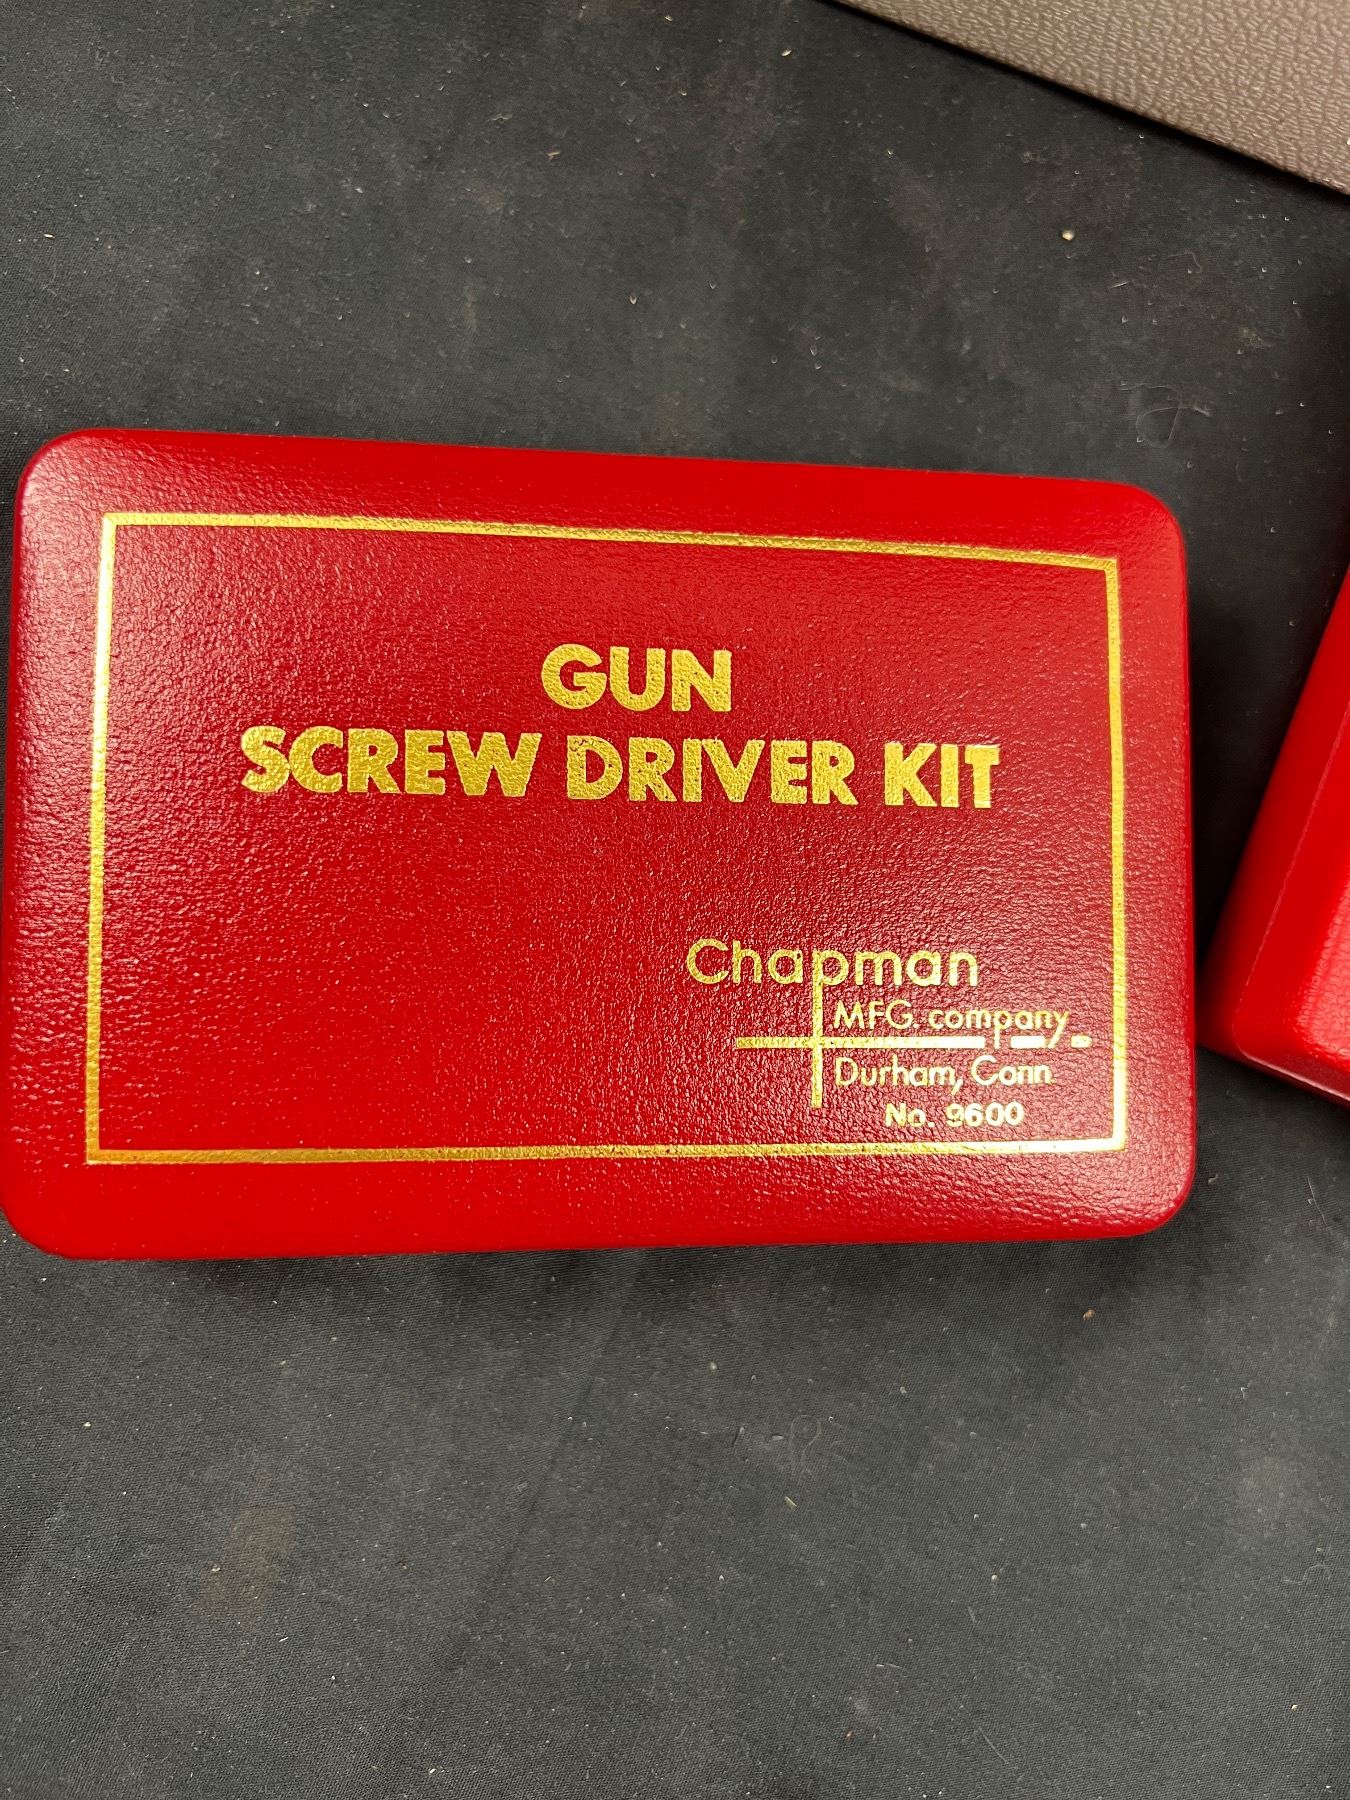 GUN
SCREW DRIVER KIT
Chapman
MFG. company
Durham, Conn.
No. 9600